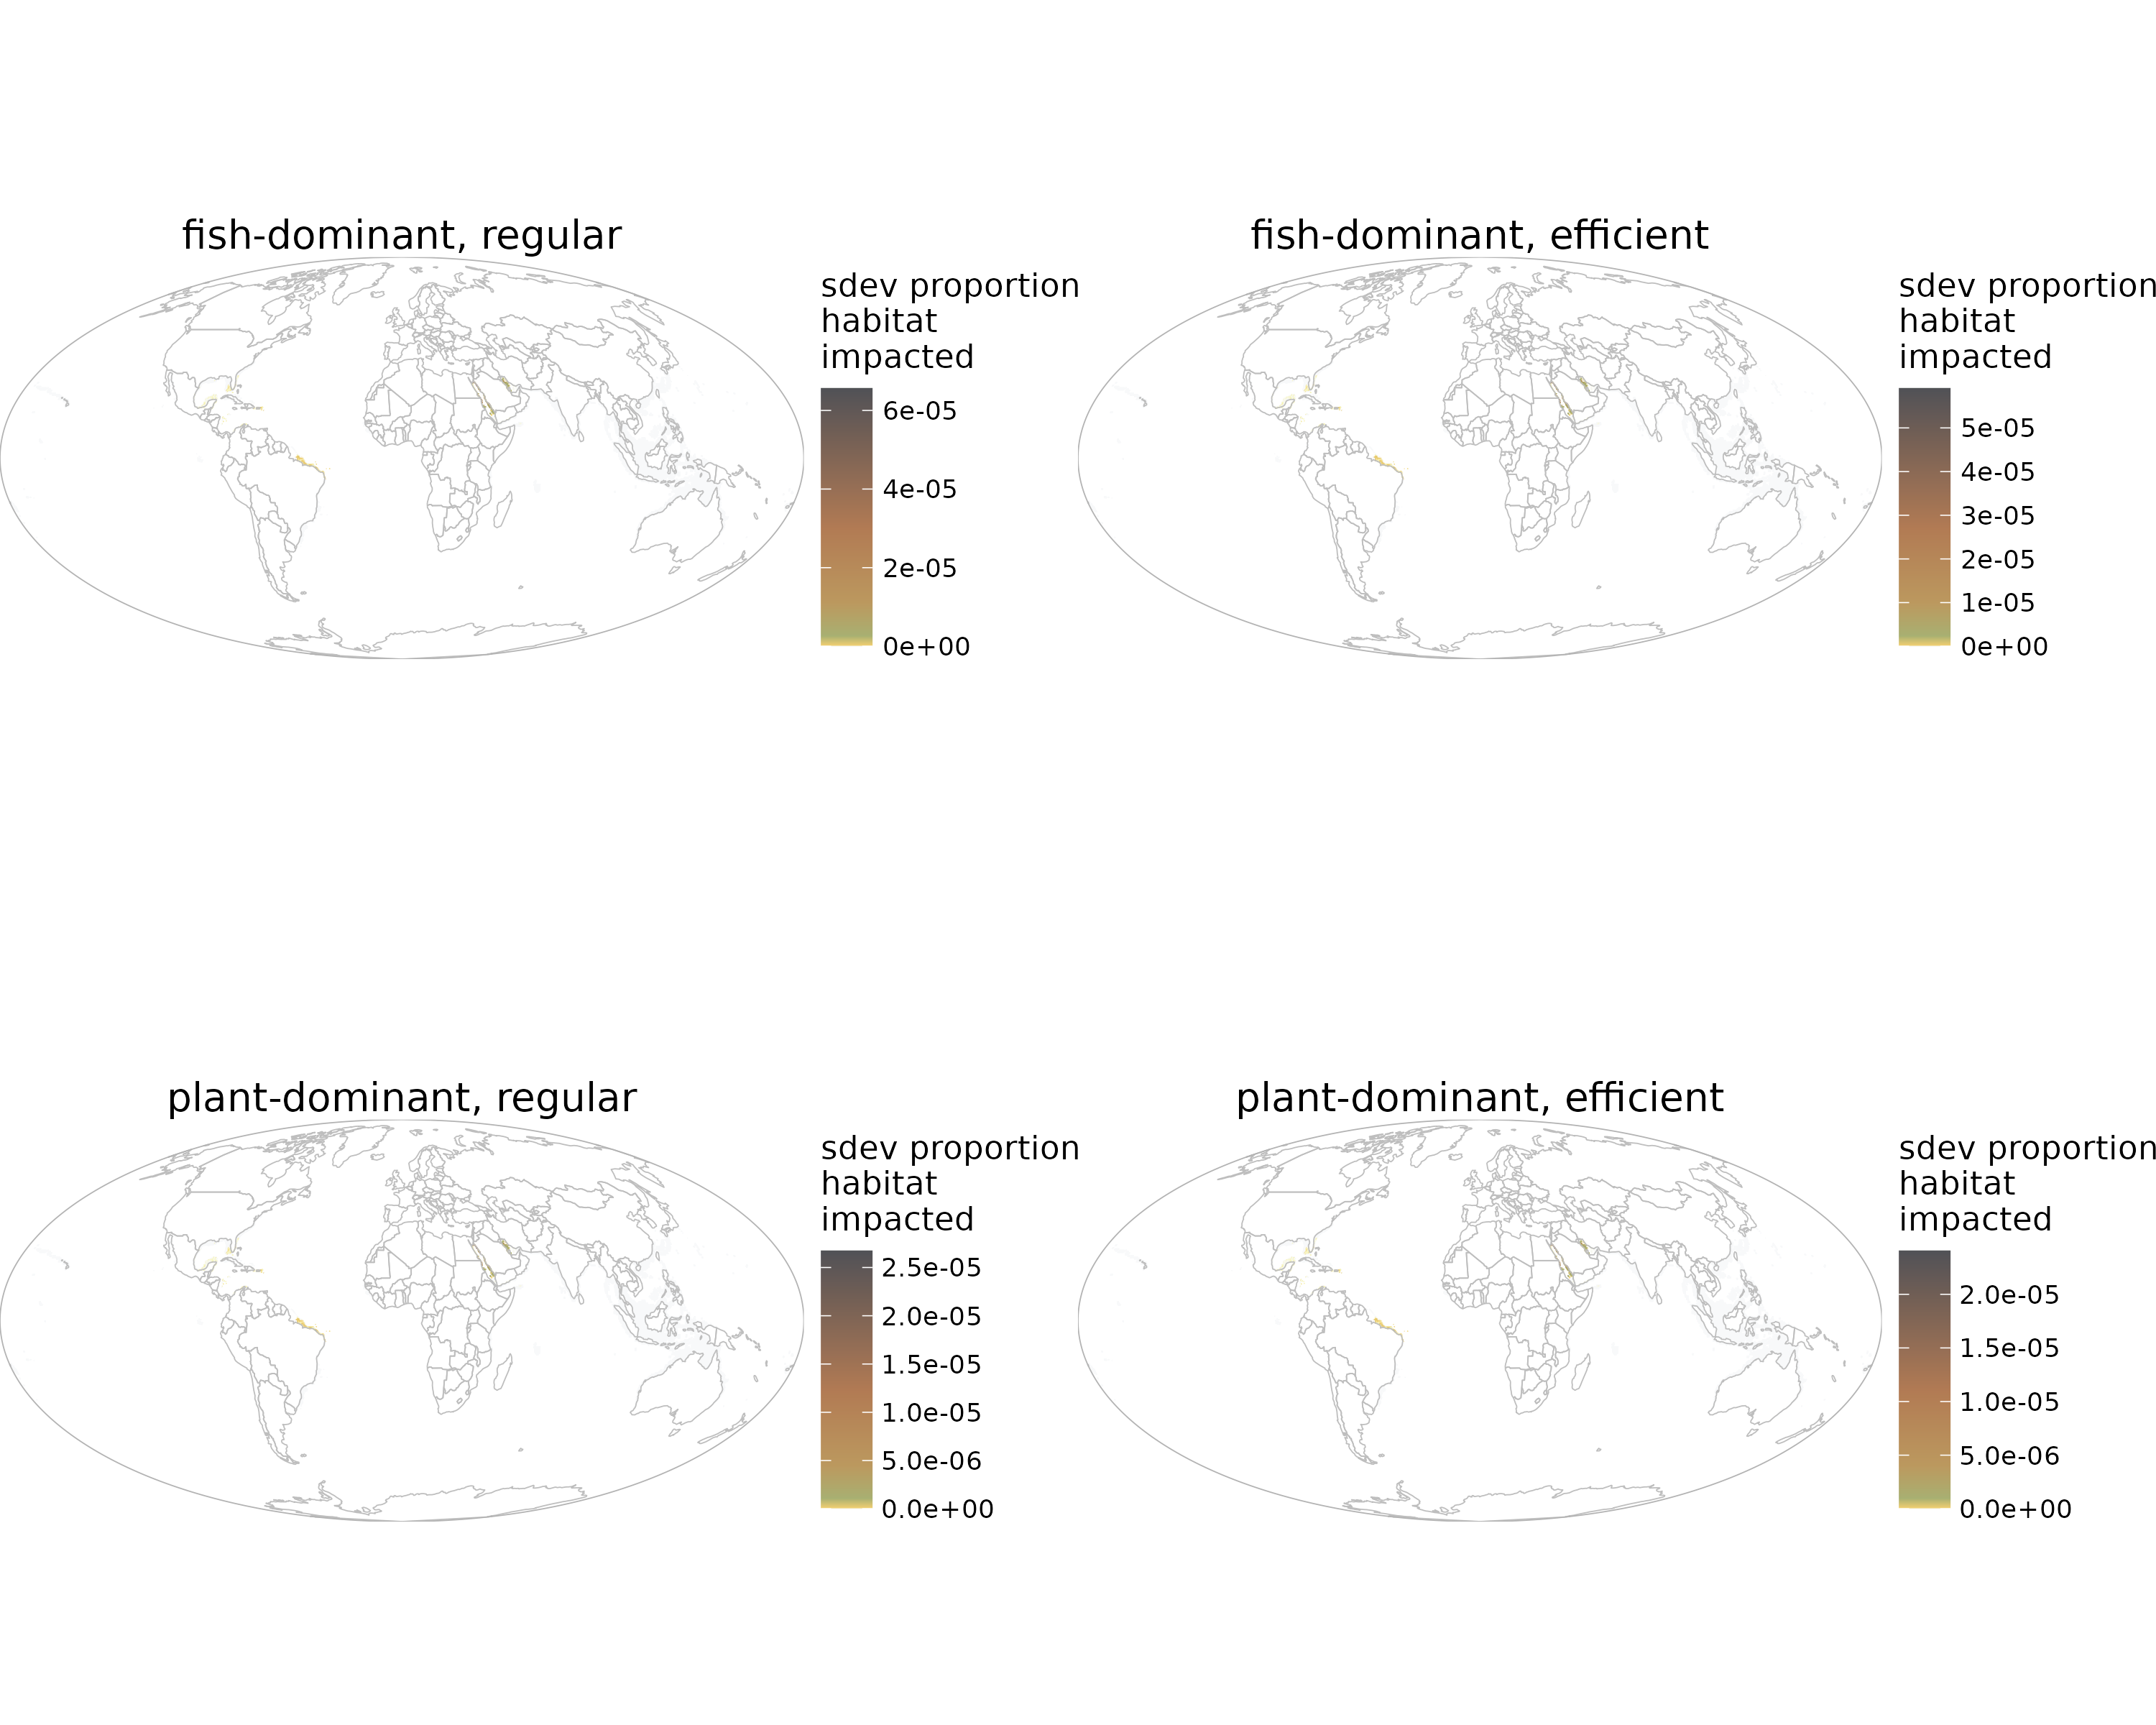 fish-dominant, regular
sdev proportion
habitat
impacted
6e-05
4e-05
2e-05
0e+00
fish-dominant, efficient
sdev proportion
habitat
impacted
5e-05
4e-05
3e-05
2e-05
1e-05
0e+00
plant-dominant, regular
sdev proportion
habitat
impacted
2.5e-05
2.0e-05
1.5e-05
1.0e-05
5.0e-06
0.0e+00
plant-dominant, efficient
sdev proportion
habitat
impacted
2.0e-05
1.5e-05
1.0e-05
5.0e-06
0.0e+00